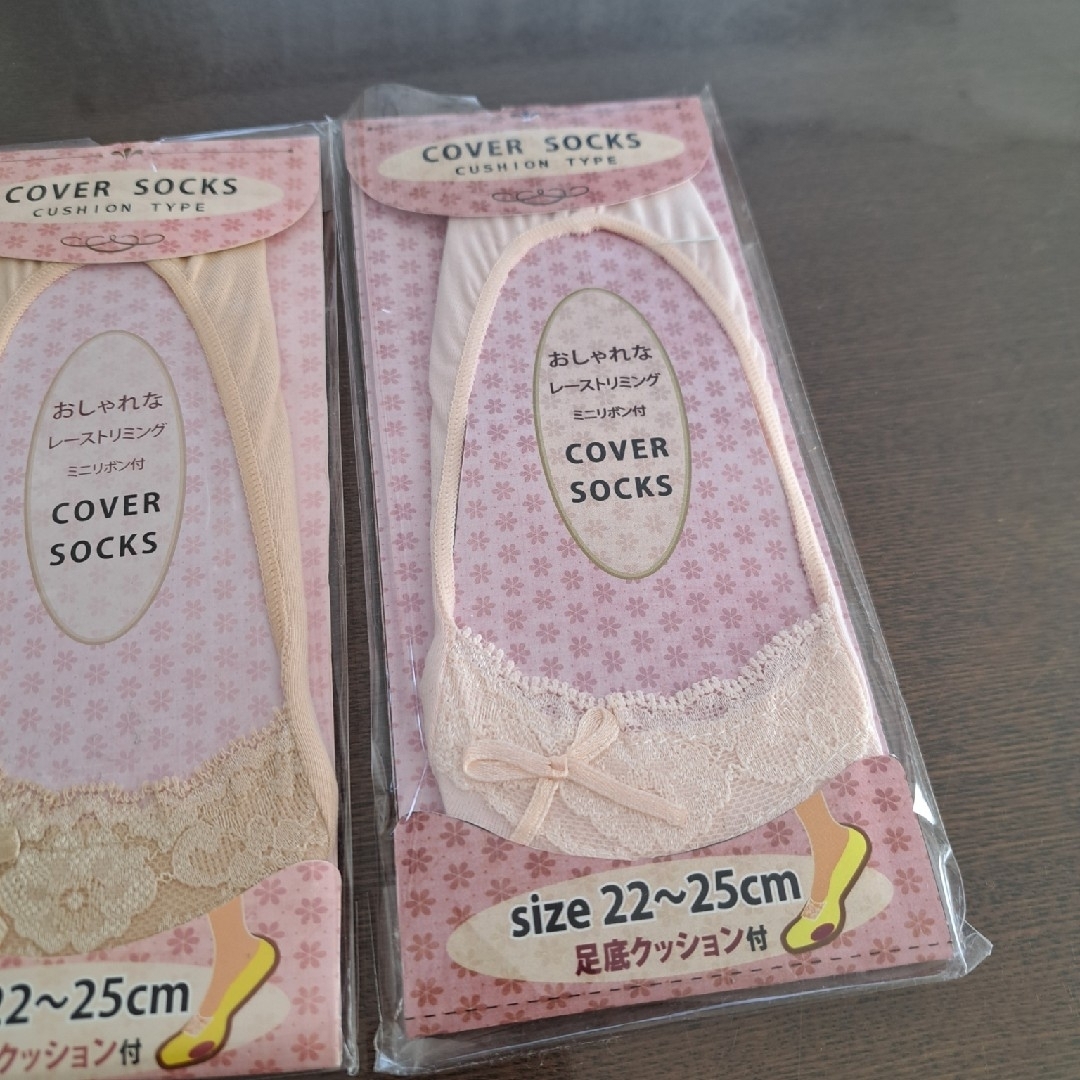 COVER SOCKS
CUSHION TYPE
おしゃれな
レーストリミング
ミニリボン付
COVER
SOCKS
22～25cm
クッション付
COVER SOCKS
CUSHION TYPE
おしゃれな
レーストリミング
ミニリボン付
COVER
SOCKS
size 22～25cm
足底クッション付